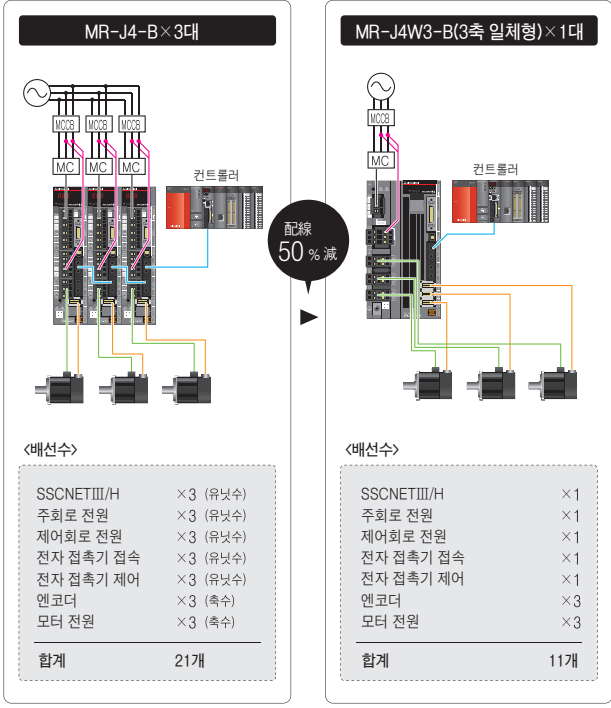 MR-J4-B×3대
MCCB MCCB MCCB
MC MC MC
컨트롤러
<배선수>
SSCNETⅢ/H ×3 (유닛수)
주회로 전원 ×3 (유닛수)
제어회로 전원 ×3 (유닛수)
전자 접촉기 접속 ×3 (유닛수)
전자 접촉기 제어 ×3 (유닛수)
엔코더 ×3 (축수)
모터 전원 ×3 (축수)
합계 21개
配線
50 % 減
MR-J4W3-B(3축 일체형)×1대
MCCB
MC
컨트롤러
<배선수>
SSCNETⅢ/H ×1
주회로 전원 ×1
제어회로 전원 ×1
전자 접촉기 접속 ×1
전자 접촉기 제어 ×1
엔코더 ×3
모터 전원 ×3
합계 11개